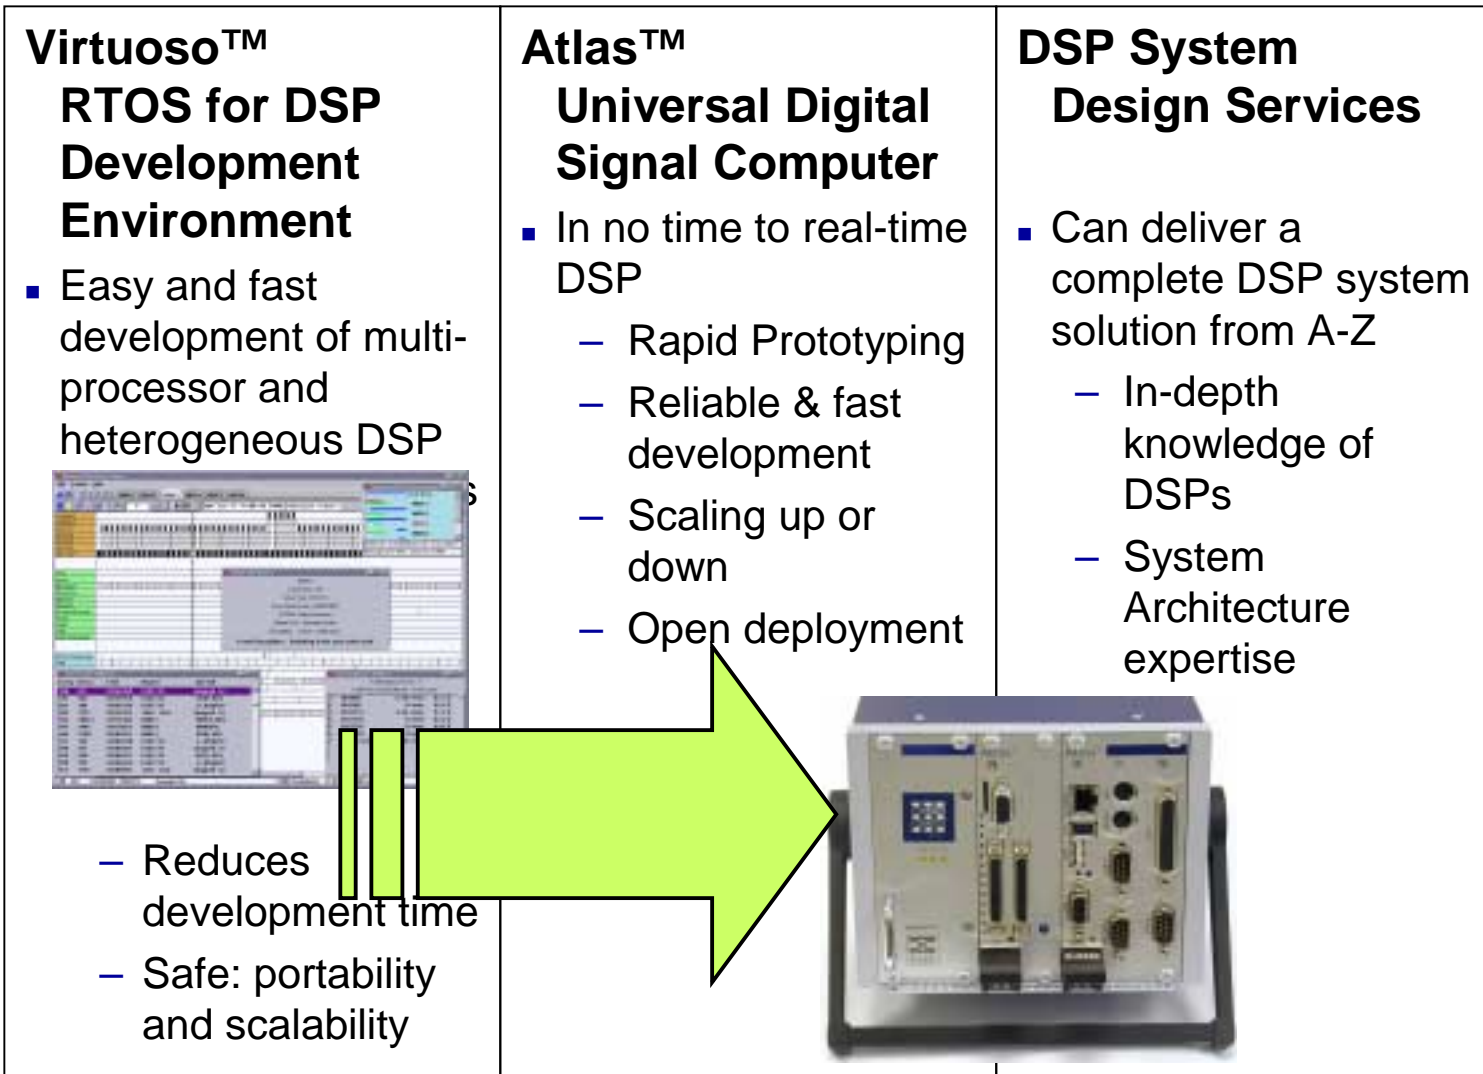 Virtuoso™
RTOS for DSP
Development
Environment
▪ Easy and fast
development of multi-
processor and
heterogeneous DSP
– Reduces
development time
– Safe: portability
and scalability
Atlas™
Universal Digital
Signal Computer
▪ In no time to real-time
DSP
– Rapid Prototyping
– Reliable & fast
development
– Scaling up or
down
– Open deployment
DSP System
Design Services
▪ Can deliver a
complete DSP system
solution from A-Z
– In-depth
knowledge of
DSPs
– System
Architecture
expertise